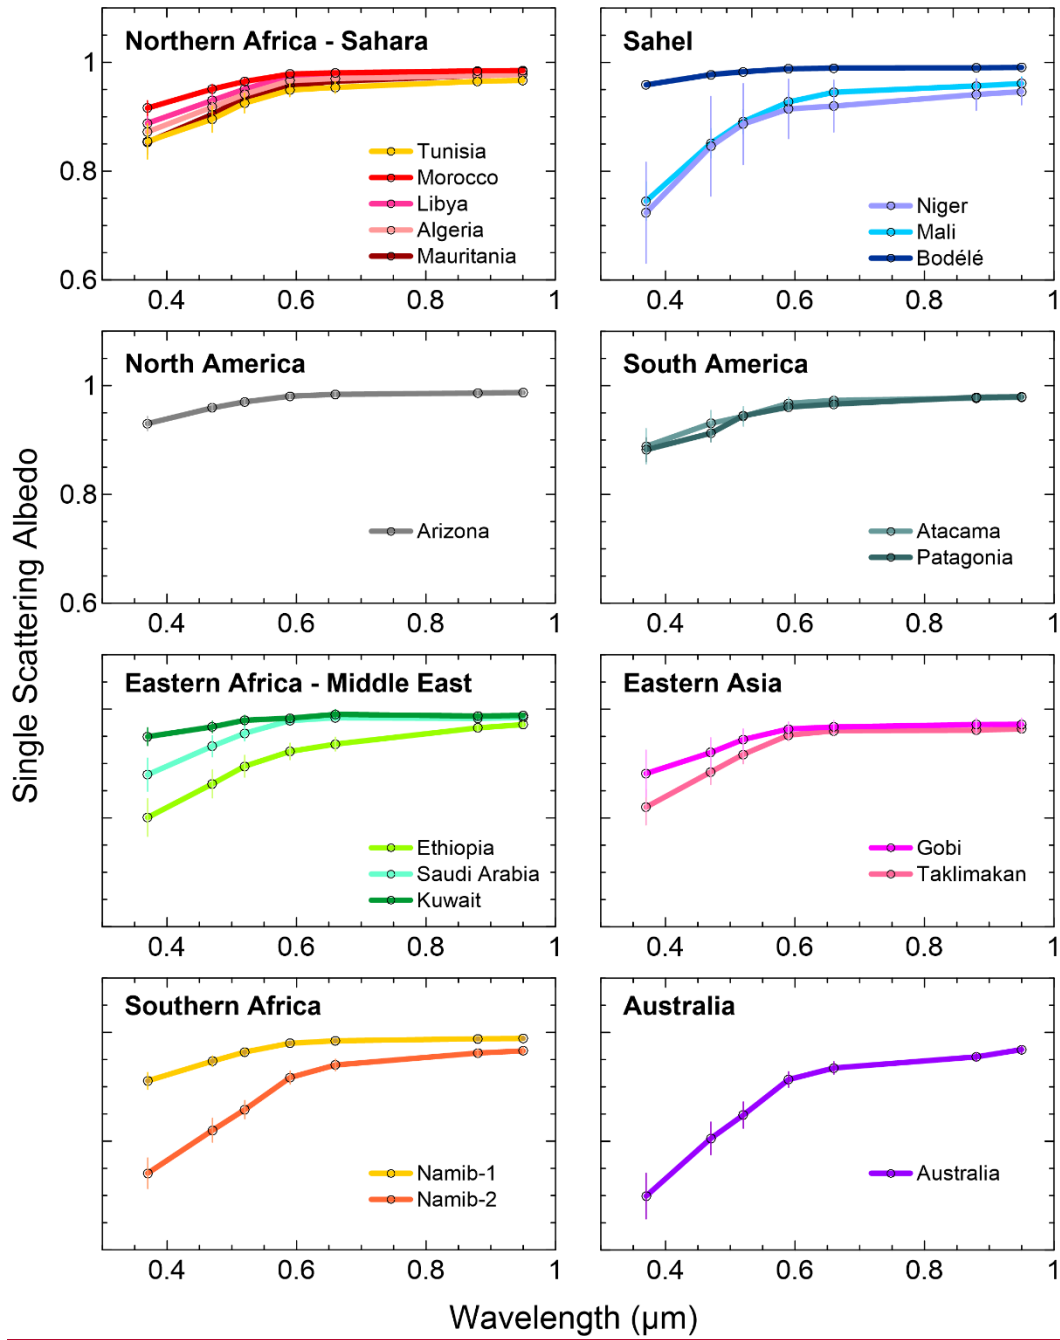 Northern Africa - Sahara
1
0.8
0.6
Tunisia
Morocco
Libya
Algeria
Mauritania
0.4 0.6 0.8 1
Sahel
Niger
Mali
Bodélé
0.4 0.6 0.8 1
North America
1
0.8
0.6
Arizona
0.4 0.6 0.8 1
South America
Atacama
Patagonia
0.4 0.6 0.8 1
Single Scattering Albedo
Eastern Africa - Middle East
Ethiopia
Saudi Arabia
Kuwait
0.4 0.6 0.8 1
Eastern Asia
Gobi
Taklimakan
0.4 0.6 0.8 1
Southern Africa
Namib-1
Namib-2
0.4 0.6 0.8 1
Australia
Australia
0.4 0.6 0.8 1
Wavelength (µm)